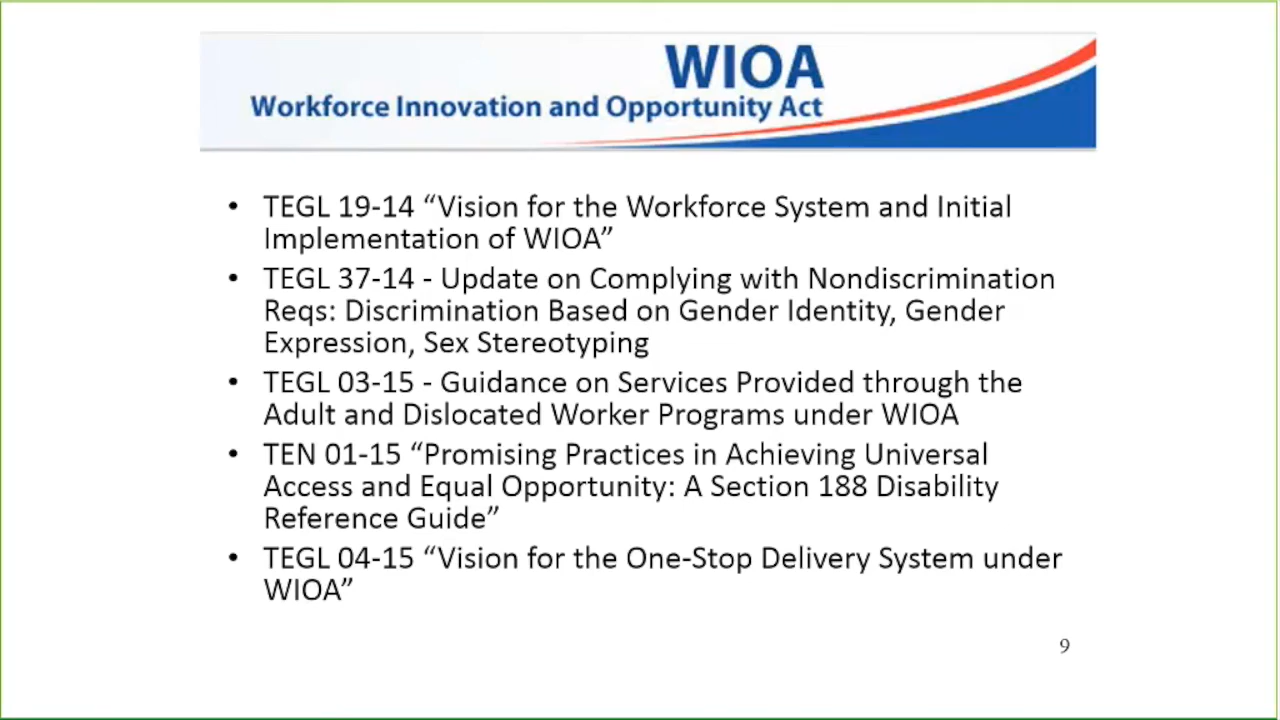 WIOA
Workforce Innovation and Opportunity Act
• TEGL 19-14 “Vision for the Workforce System and Initial
Implementation of WIOA”
• TEGL 37-14 - Update on Complying with Nondiscrimination
Reqs: Discrimination Based on Gender Identity, Gender
Expression, Sex Stereotyping
• TEGL 03-15 - Guidance on Services Provided through the
Adult and Dislocated Worker Programs under WIOA
• TEN 01-15 “Promising Practices in Achieving Universal
Access and Equal Opportunity: A Section 188 Disability
Reference Guide”
• TEGL 04-15 “Vision for the One-Stop Delivery System under
WIOA”
9